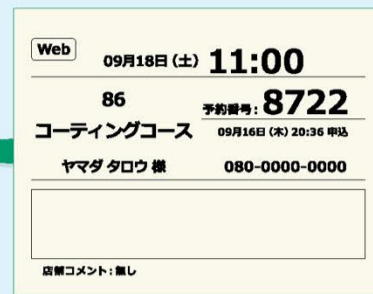 Web 09月18日（土） 11:00
86 予約番号：8722
コーティングコース 09月16日（木）20:36 申込
ヤマダ タロウ 様 080-0000-0000
店舗コメント：無し